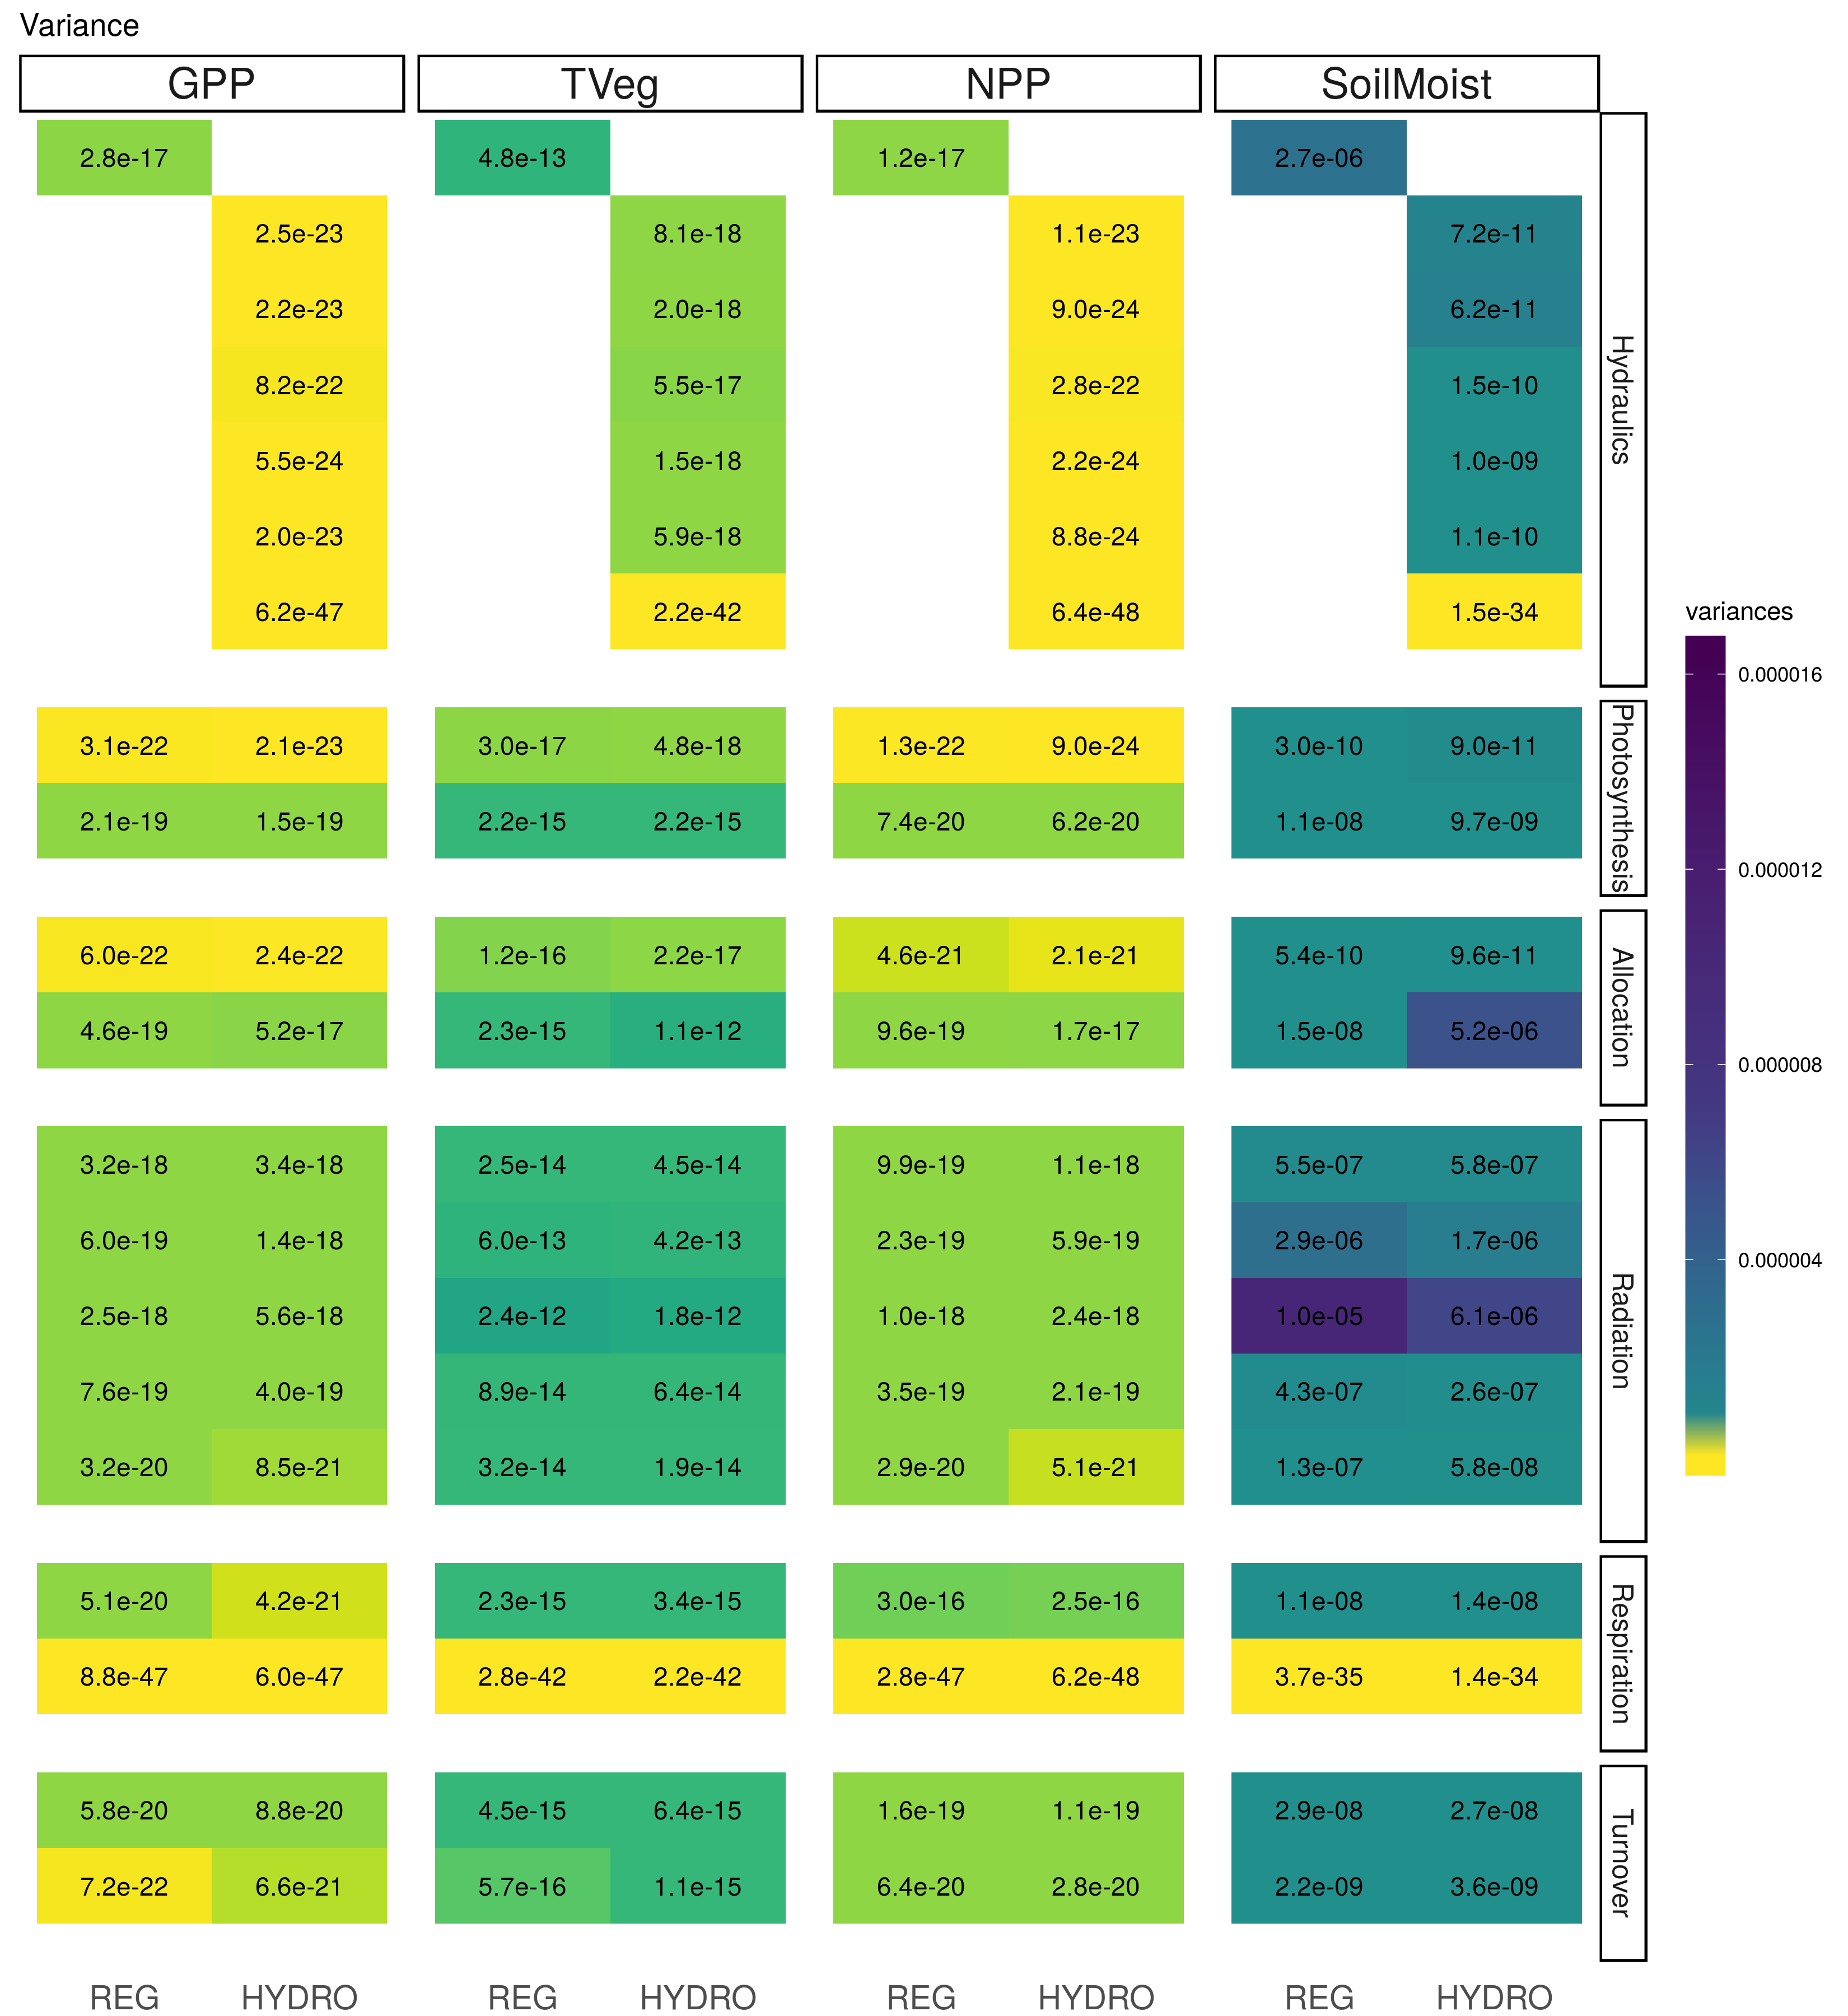 Variance
GPP TVeg NPP SoilMoist
2.8e-17 4.8e-13 1.2e-17 2.7e-06
2.5e-23 8.1e-18 1.1e-23 7.2e-11
2.2e-23 2.0e-18 9.0e-24 6.2e-11
8.2e-22 5.5e-17 2.8e-22 1.5e-10
5.5e-24 1.5e-18 2.2e-24 1.0e-09
2.0e-23 5.9e-18 8.8e-24 1.1e-10
6.2e-47 2.2e-42 6.4e-48 1.5e-34
Hydraulics
3.1e-22 2.1e-23 3.0e-17 4.8e-18 1.3e-22 9.0e-24 3.0e-10 9.0e-11
2.1e-19 1.5e-19 2.2e-15 2.2e-15 7.4e-20 6.2e-20 1.1e-08 9.7e-09
Photosynthesis
6.0e-22 2.4e-22 1.2e-16 2.2e-17 4.6e-21 2.1e-21 5.4e-10 9.6e-11
4.6e-19 5.2e-17 2.3e-15 1.1e-12 9.6e-19 1.7e-17 1.5e-08 5.2e-06
Allocation
3.2e-18 3.4e-18 2.5e-14 4.5e-14 9.9e-19 1.1e-18 5.5e-07 5.8e-07
6.0e-19 1.4e-18 6.0e-13 4.2e-13 2.3e-19 5.9e-19 2.9e-06 1.7e-06
2.5e-18 5.6e-18 2.4e-12 1.8e-12 1.0e-18 2.4e-18 1.0e-05 6.1e-06
7.6e-19 4.0e-19 8.9e-14 6.4e-14 3.5e-19 2.1e-19 4.3e-07 2.6e-07
3.2e-20 8.5e-21 3.2e-14 1.9e-14 2.9e-20 5.1e-21 1.3e-07 5.8e-08
Radiation
5.1e-20 4.2e-21 2.3e-15 3.4e-15 3.0e-16 2.5e-16 1.1e-08 1.4e-08
8.8e-47 6.0e-47 2.8e-42 2.2e-42 2.8e-47 6.2e-48 3.7e-35 1.4e-34
Respiration
5.8e-20 8.8e-20 4.5e-15 6.4e-15 1.6e-19 1.1e-19 2.9e-08 2.7e-08
7.2e-22 6.6e-21 5.7e-16 1.1e-15 6.4e-20 2.8e-20 2.2e-09 3.6e-09
Turnover
REG HYDRO REG HYDRO REG HYDRO REG HYDRO
variances
0.000016
0.000012
0.000008
0.000004